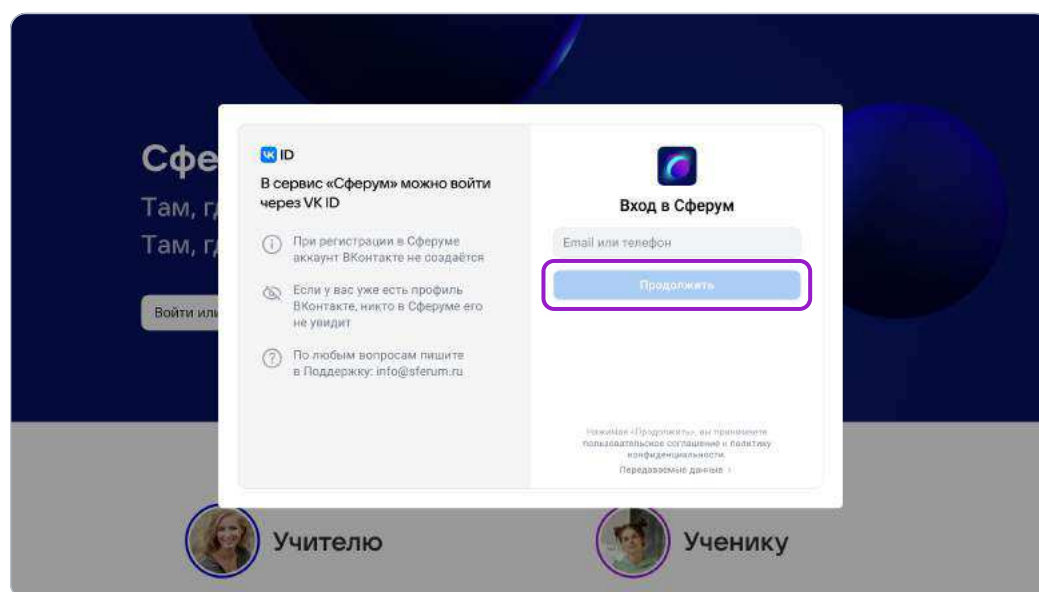 Сфе
Там, г
Там, г
Войти или
VK ID
В сервис «Сферум» можно войти
через VK ID
При регистрации в Сферуме
аккаунт ВКонтакте не создаётся
Если у вас уже есть профиль
ВКонтакте, никто в Сферуме его
не увидит
По любым вопросам пишите
в Поддержку: info@sferum.ru
Вход в Сферум
Email или телефон
Продолжить
Нажимая «Продолжить», вы принимаете
пользовательское соглашение и политику
конфиденциальности
Передаваемые данные
Учителю
Ученику